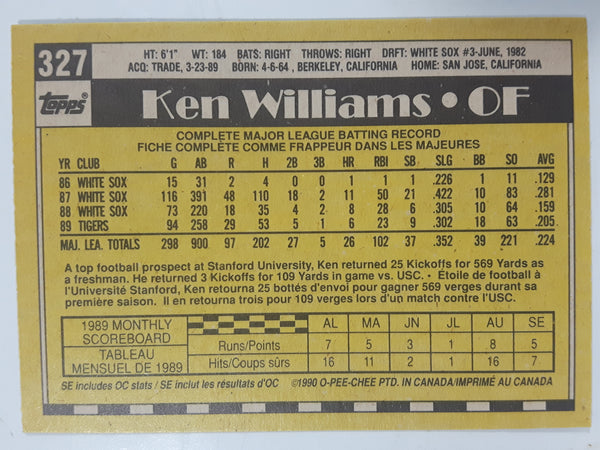 327
HT: 6'1" WT: 184 BATS: RIGHT THROWS: RIGHT DRFT: WHITE SOX #3-JUNE, 1982
ACQ: TRADE, 3-23-89 BORN: 4-6-64, BERKELEY, CALIFORNIA HOME: SAN JOSE, CALIFORNIA
Topps®
Ken Williams • OF
COMPLETE MAJOR LEAGUE BATTING RECORD
FICHE COMPLÈTE COMME FRAPPEUR DANS LES MAJEURES
YR CLUB G AB R H 2B 3B HR RBI SB SLG BB SO AVG
86 WHITE SOX 15 31 2 4 0 0 1 1 1 .226 1 11 .129
87 WHITE SOX 116 391 48 110 18 2 11 50 21 .422 10 83 .281
88 WHITE SOX 73 220 18 35 4 2 8 28 6 .305 10 64 .159
89 TIGERS 94 258 29 53 5 1 6 23 9 .302 18 63 .205
MAJ. LEA. TOTALS 298 900 97 202 27 5 26 102 37 .352 39 221 .224
A top football prospect at Stanford University, Ken returned 25 Kickoffs for 569 Yards as
a freshman. He returned 3 Kickoffs for 109 Yards in game vs. USC. • Étoile de football à
l'Université Stanford, Ken retourna 25 bottés d'envoi pour gagner 569 verges durant sa
première saison. Il en retourna trois pour 109 verges lors d'un match contre l'USC.
1989 MONTHLY
SCOREBOARD
TABLEAU
MENSUEL DE 1989
AL MA JN JL AU SE
Runs/Points 7 5 3 1 8 5
Hits/Coups sûrs 16 11 2 1 16 7
SE includes OC stats / SE inclut les résultats d'OC ©1990 O-PEE-CHEE PTD. IN CANADA/IMPRIMÉ AU CANADA